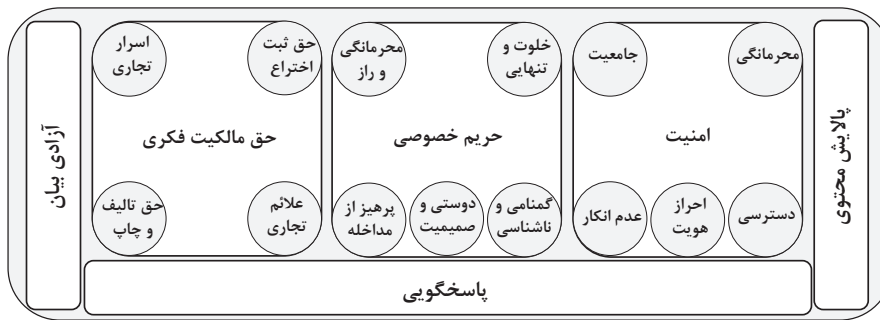 پالایش محتوی
محرمانگی
جامعیت
امنیت
دسترسی
احراز
هویت
عدم انکار
خلوت و
تنهایی
محرمانگی
و راز
حریم خصوصی
گمنامی و
ناشناسی
دوستی و
صمیمیت
پرهیز از
مداخله
حق ثبت
اختراع
اسرار
تجاری
حق مالکیت فکری
علائم
تجاری
حق تالیف
و چاپ
آزادی بیان
پاسخگویی